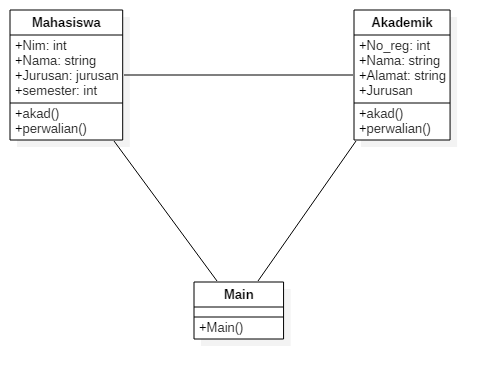 Mahasiswa
+Nim: int
+Nama: string
+Jurusan: jurusan
+semester: int
+akad()
+perwalian()
Akademik
+No_reg: int
+Nama: string
+Alamat: string
+Jurusan
+akad()
+perwalian()
Main
+Main()